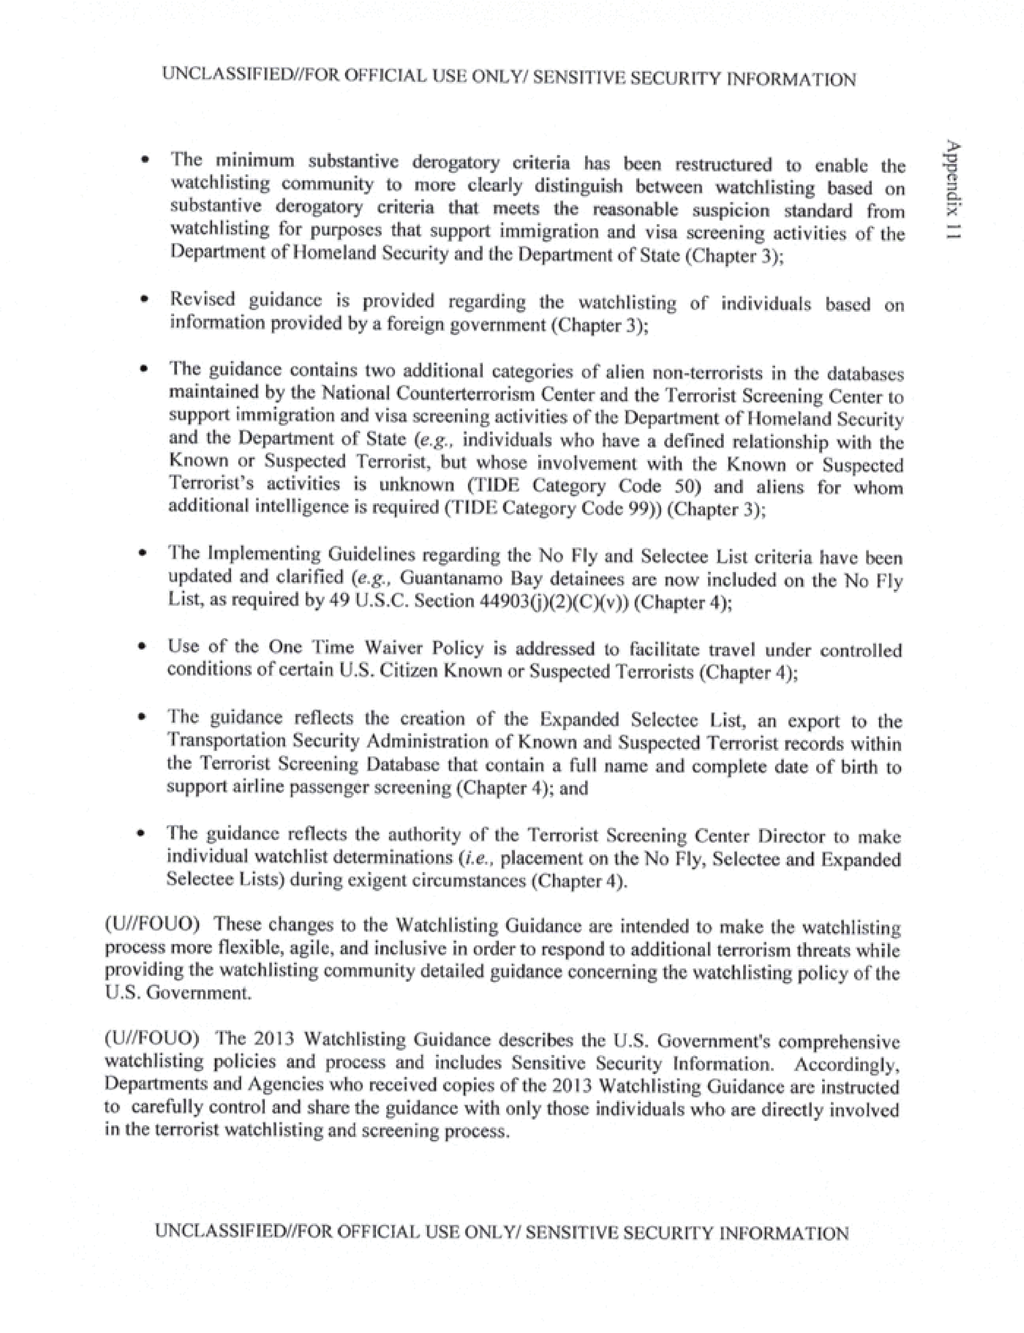 UNCLASSIFIED//FOR OFFICIAL USE ONLY/ SENSITIVE SECURITY INFORMATION
Appendix 11
• The minimum substantive derogatory criteria has been restructured to enable the
watchlisting community to more clearly distinguish between watchlisting based on
substantive derogatory criteria that meets the reasonable suspicion standard from
watchlisting for purposes that support immigration and visa screening activities of the
Department of Homeland Security and the Department of State (Chapter 3);
• Revised guidance is provided regarding the watchlisting of individuals based on
information provided by a foreign government (Chapter 3);
• The guidance contains two additional categories of alien non-terrorists in the databases
maintained by the National Counterterrorism Center and the Terrorist Screening Center to
support immigration and visa screening activities of the Department of Homeland Security
and the Department of State (e.g., individuals who have a defined relationship with the
Known or Suspected Terrorist, but whose involvement with the Known or Suspected
Terrorist's activities is unknown (TIDE Category Code 50) and aliens for whom
additional intelligence is required (TIDE Category Code 99)) (Chapter 3);
• The Implementing Guidelines regarding the No Fly and Selectee List criteria have been
updated and clarified (e.g., Guantanamo Bay detainees are now included on the No Fly
List, as required by 49 U.S.C. Section 44903(j)(2)(C)(v)) (Chapter 4);
• Use of the One Time Waiver Policy is addressed to facilitate travel under controlled
conditions of certain U.S. Citizen Known or Suspected Terrorists (Chapter 4);
• The guidance reflects the creation of the Expanded Selectee List, an export to the
Transportation Security Administration of Known and Suspected Terrorist records within
the Terrorist Screening Database that contain a full name and complete date of birth to
support airline passenger screening (Chapter 4); and
• The guidance reflects the authority of the Terrorist Screening Center Director to make
individual watchlist determinations (i.e., placement on the No Fly, Selectee and Expanded
Selectee Lists) during exigent circumstances (Chapter 4).
(U//FOUO) These changes to the Watchlisting Guidance are intended to make the watchlisting
process more flexible, agile, and inclusive in order to respond to additional terrorism threats while
providing the watchlisting community detailed guidance concerning the watchlisting policy of the
U.S. Government.
(U//FOUO) The 2013 Watchlisting Guidance describes the U.S. Government's comprehensive
watchlisting policies and process and includes Sensitive Security Information. Accordingly,
Departments and Agencies who received copies of the 2013 Watchlisting Guidance are instructed
to carefully control and share the guidance with only those individuals who are directly involved
in the terrorist watchlisting and screening process.
UNCLASSIFIED//FOR OFFICIAL USE ONLY/ SENSITIVE SECURITY INFORMATION